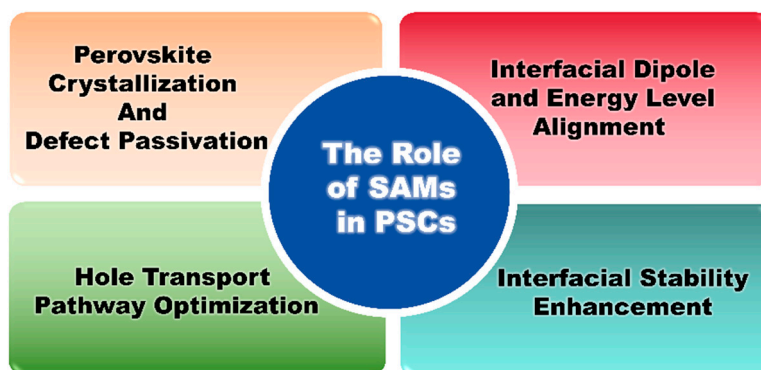 Perovskite
Crystallization
And
Defect Passivation
Interfacial Dipole
and Energy Level
Alignment
The Role
of SAMs
in PSCs
Hole Transport
Pathway Optimization
Interfacial Stability
Enhancement